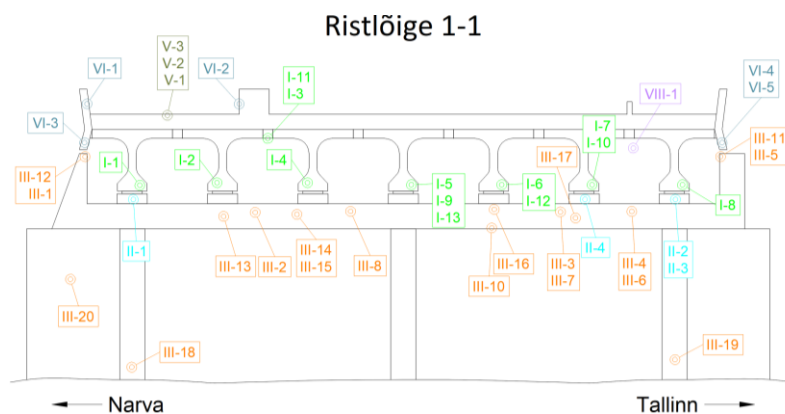 Ristlõige 1-1
VI-1
V-3
V-2
V-1
VI-2
I-11
I-3
VI-4
VI-5
VI-3
I-7
I-10
VIII-1
III-12
III-1
I-1
I-2
I-4
III-17
III-11
III-5
I-5
I-9
I-13
I-6
I-12
I-8
II-1
III-13
III-2
III-14
III-15
III-8
III-16
III-10
III-3
III-7
II-4
III-4
III-6
II-2
II-3
III-20
III-18
III-19
Narva
Tallinn